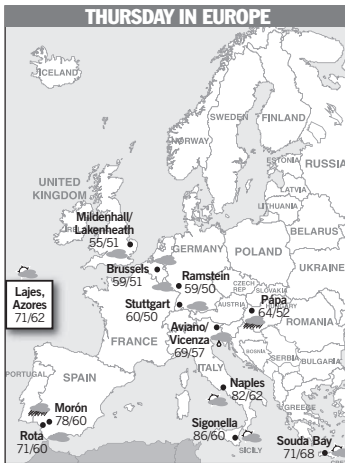 THURSDAY IN EUROPE
ICELAND
SWEDEN
FINLAND
NORWAY
ESTONIA
RUSSIA
LATVIA
LITHUANIA
UNITED
KINGDOM
BELARUS
Mildenhall/
Lakenheath
55/51
GERMANY
POLAND
UKRAINE
Brussels
59/51
Ramstein
59/50
CZECH
REP
SLOVAKIA
Lajes,
Azores
71/62
Stuttgart
60/50
AUSTRIA
Pápa
64/52
ROMANIA
FRANCE
Aviano/
Vicenza
69/57
BOSNIA
SERBIA
BULGARIA
ITALY
PORTUGAL
SPAIN
Naples
82/62
GREECE
Morón
78/60
Sigonella
86/60
Rota
71/60
SICILY
Souda Bay
71/68